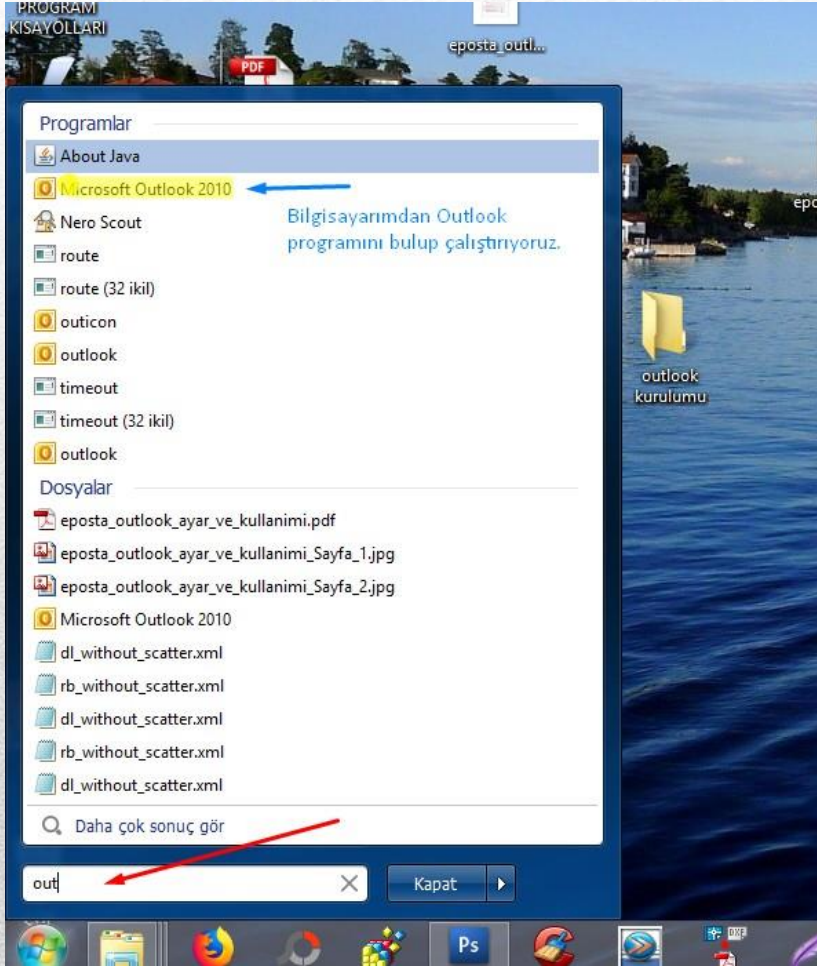 PROGRAM
KISAYOLLARI
eposta_outl...
PDF
Programlar
About Java
Microsoft Outlook 2010
Nero Scout
Bilgisayarımdan Outlook
programını bulup çalıştırıyoruz.
route
route (32 ikil)
outicon
outlook
timeout
timeout (32 ikil)
outlook
Dosyalar
eposta_outlook_ayar_ve_kullanimi.pdf
eposta_outlook_ayar_ve_kullanimi_Sayfa_1.jpg
eposta_outlook_ayar_ve_kullanimi_Sayfa_2.jpg
Microsoft Outlook 2010
dl_without_scatter.xml
rb_without_scatter.xml
dl_without_scatter.xml
rb_without_scatter.xml
dl_without_scatter.xml
Daha çok sonuç gör
out
Kapat
epo
outlook
kurulumu
Ps
DXF